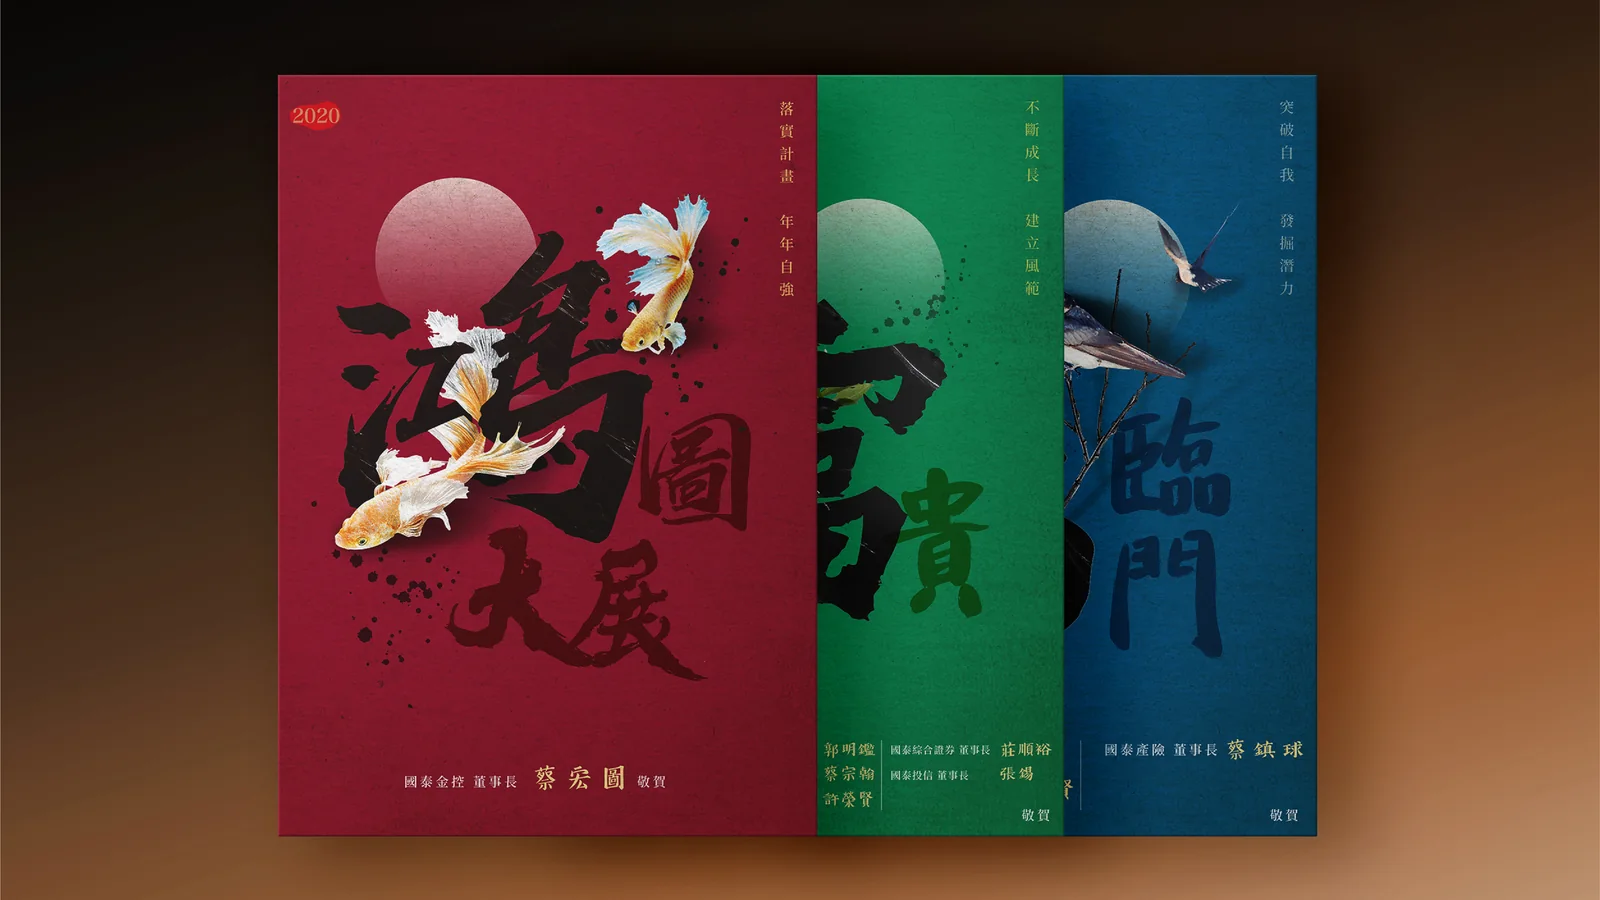 2020
落實計畫 年年自強
鴻圖
大展
國泰金控 董事長 蔡宏圖 敬賀
不斷成長 建立風範
富貴
郭明鑑
蔡宗翰
許榮賢
國泰綜合證券 董事長 莊順裕
國泰投信 董事長 張錫
敬賀
突破自我 發掘潛力
臨門
國泰產險 董事長 蔡鎮球
敬賀